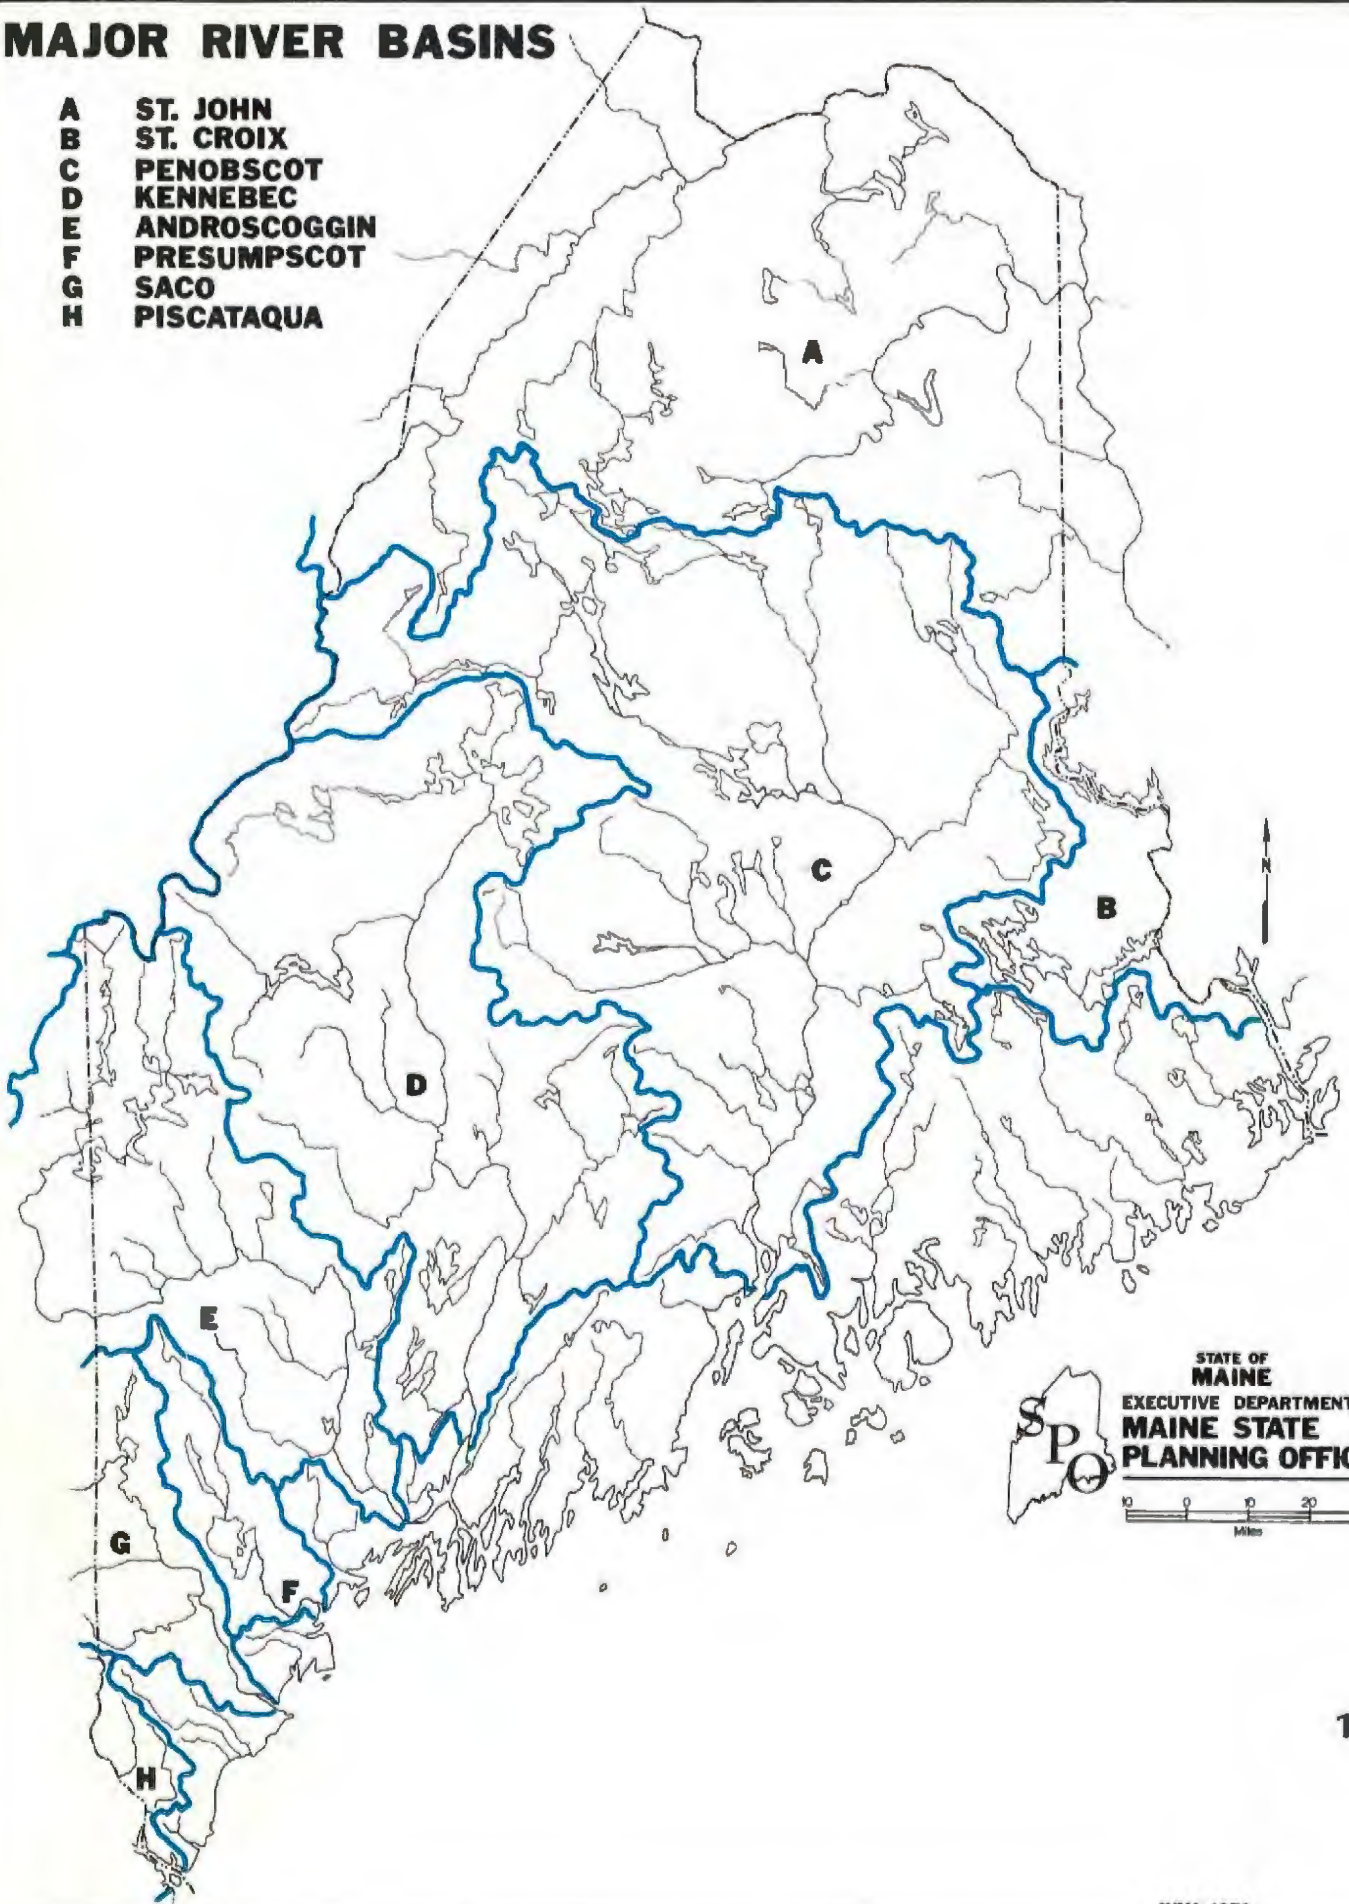 MAJOR RIVER BASINS
A ST. JOHN
B ST. CROIX
C PENOBSCOT
D KENNEBEC
E ANDROSCOGGIN
F PRESUMPSCOT
G SACO
H PISCATAQUA
A
C
B
N
D
E
STATE OF
MAINE
EXECUTIVE DEPARTMENT
MAINE STATE
PLANNING OFFIC
SPO
10 0 10 20
Miles
G
F
1
H